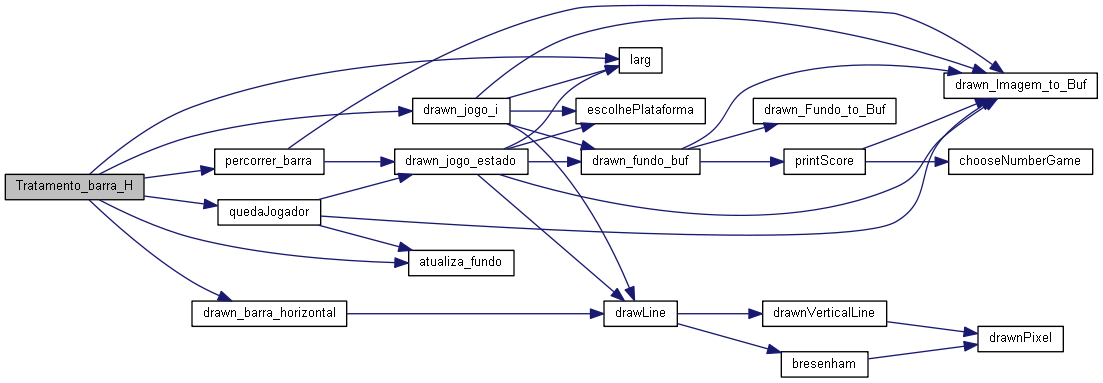 larg
drawn_Imagem_to_Buf
drawn_jogo_i
escolhePlataforma
drawn_Fundo_to_Buf
percorrer_barra
drawn_jogo_estado
drawn_fundo_buf
printScore
chooseNumberGame
Tratamento_barra_H
quedaJogador
atualiza_fundo
drawn_barra_horizontal
drawLine
drawnVerticalLine
drawnPixel
bresenham